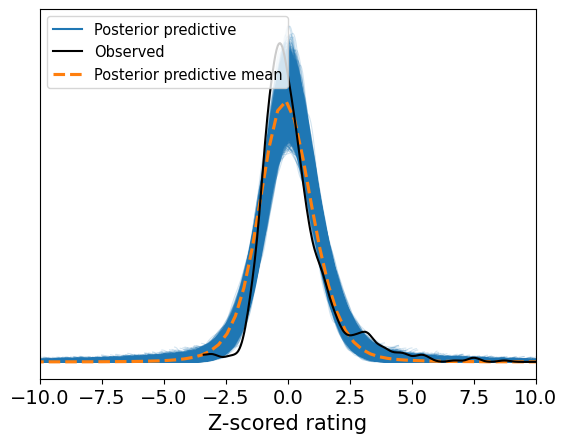 Posterior predictive
Observed
Posterior predictive mean
−10.0 −7.5 −5.0 −2.5 0.0 2.5 5.0 7.5 10.0
Z-scored rating